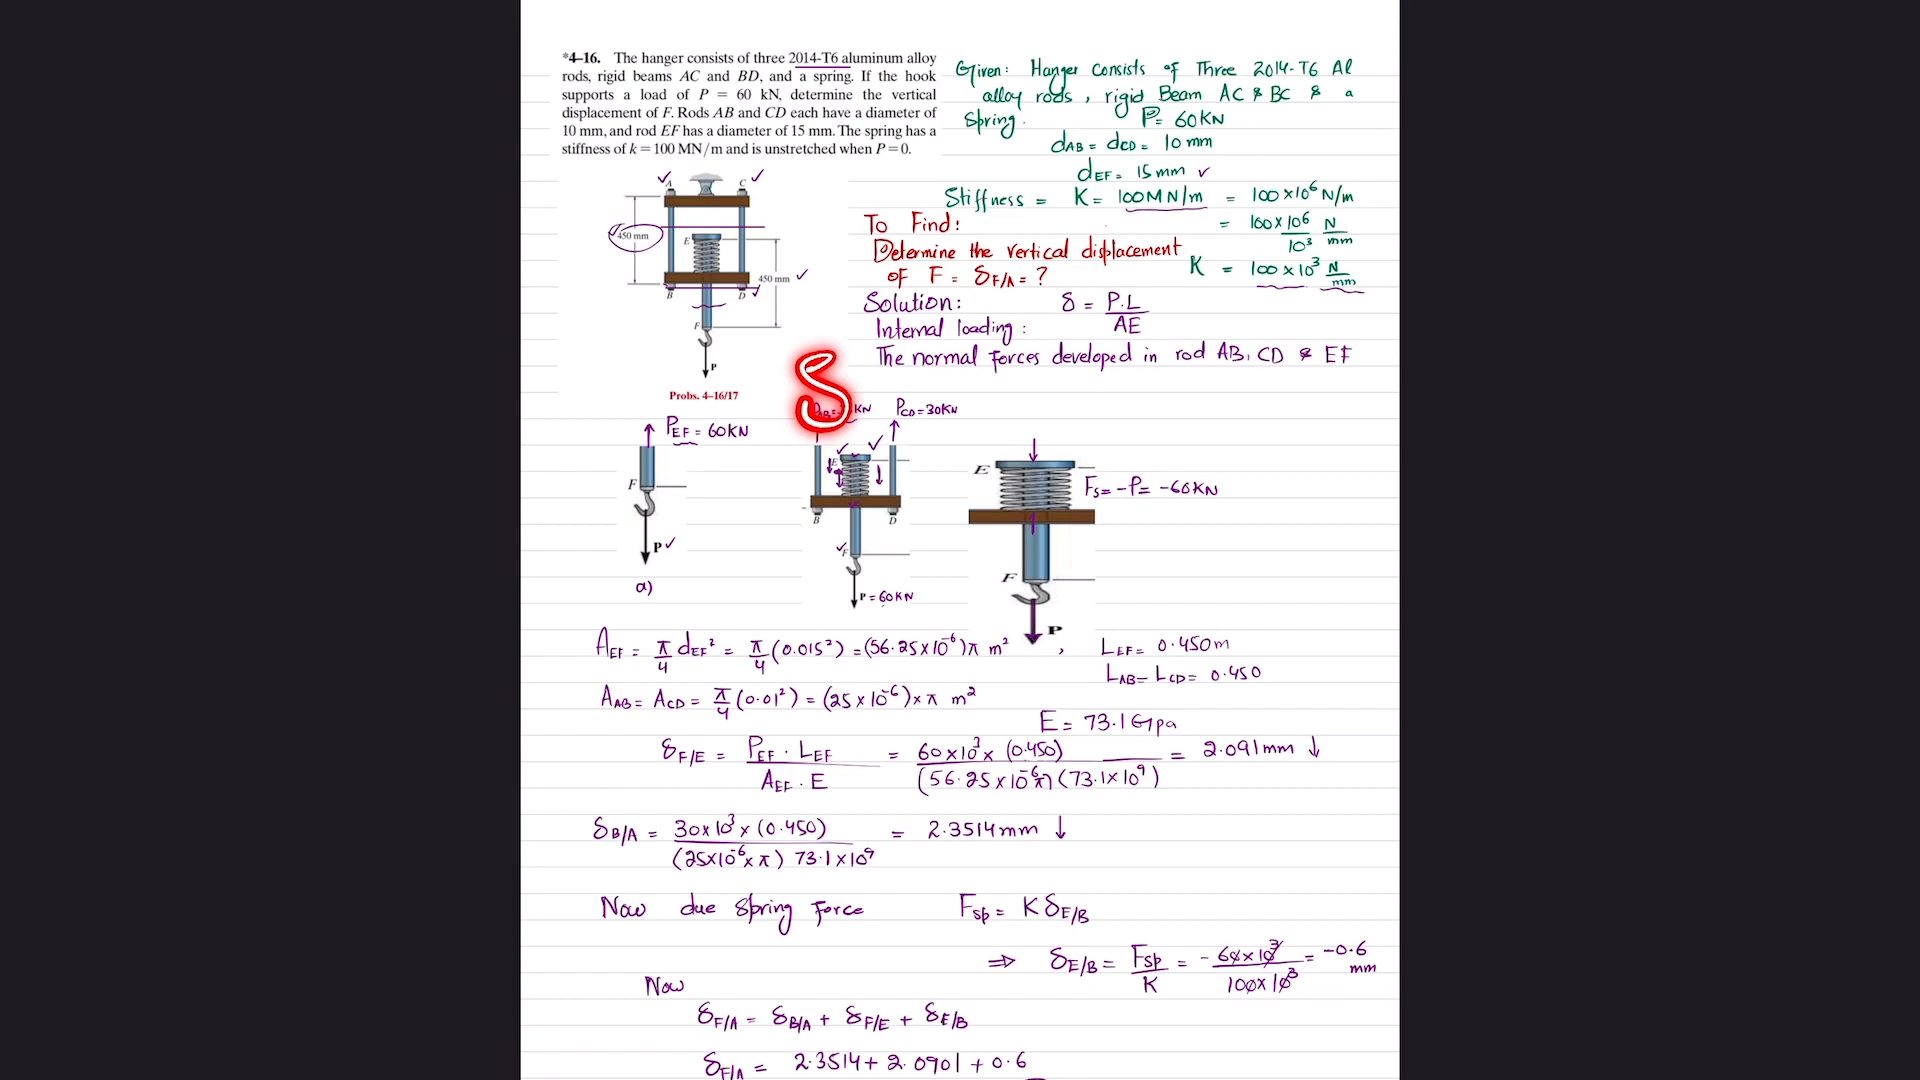 *4–16. The hanger consists of three 2014-T6 aluminum alloy
rods, rigid beams AC and BD, and a spring. If the hook
supports a load of P = 60 kN, determine the vertical
displacement of F. Rods AB and CD each have a diameter of
10 mm, and rod EF has a diameter of 15 mm. The spring has a
stiffness of k = 100 MN/m and is unstretched when P = 0.
A
C
450 mm
E
450 mm
B
D
F
P
Probs. 4–16/17
Given: Hanger Consists of Three 2014-T6 Al
alloy rods, rigid Beam AC & BC & a
Spring.
P = 60KN
dAB = dCD = 10 mm
dEF = 15 mm ✓
Stiffness = K = 100MN/m = 100×10⁶ N/m
= 100×10⁶/10³ N/mm
K = 100×10³ N/mm
To Find:
Determine the vertical displacement
of F = δF/A = ?
Solution: δ = P.L/AE
Internal loading:
The normal forces developed in rod AB, CD & EF
PEF = 60KN
F
P ✓
a)
S
KN
PCD = 30KN
E
B
D
F
P = 60KN
E
Fs = -P = -60KN
F
P
AEF = π/4 dEF² = π/4 (0.015²) = (56.25×10⁻⁶)π m² , LEF = 0.450m
LAB = LCD = 0.450
AAB = ACD = π/4 (0.01²) = (25×10⁻⁶)×π m²
E = 73.1Gpa
δF/E = PEF . LEF / AEF . E = 60×10³×(0.450) / (56.25×10⁻⁶π)(73.1×10⁹) = 2.091mm ↓
δB/A = 30×10³×(0.450) / (25×10⁻⁶×π) 73.1×10⁹ = 2.3514mm ↓
Now due Spring Force Fsp = K δE/B
⇒ δE/B = Fsp/K = -60×10³/100×10³ = -0.6 mm
Now
δF/A = δB/A + δF/E + δE/B
δF/A = 2.3514 + 2.0901 + 0.6